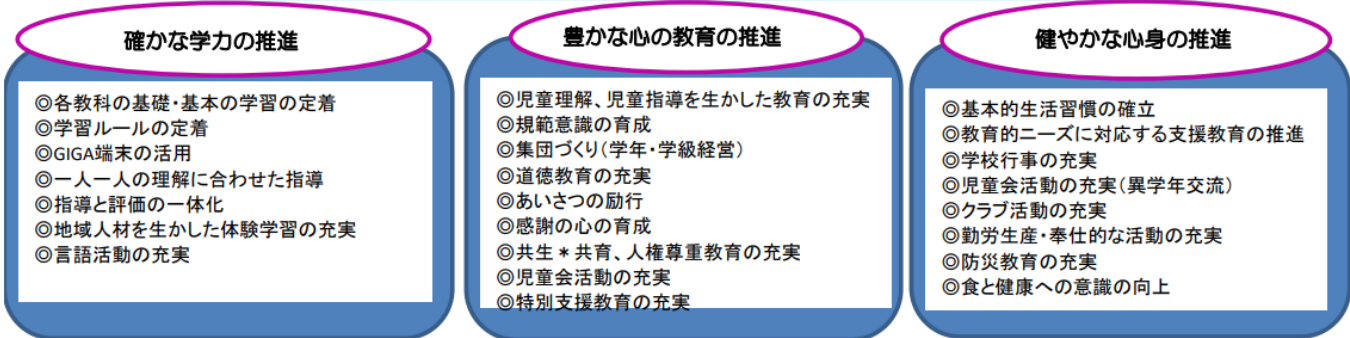 確かな学力の推進
◎各教科の基礎・基本の学習の定着
◎学習ルールの定着
◎GIGA端末の活用
◎一人一人の理解に合わせた指導
◎指導と評価の一体化
◎地域人材を生かした体験学習の充実
◎言語活動の充実
豊かな心の教育の推進
◎児童理解、児童指導を生かした教育の充実
◎規範意識の育成
◎集団づくり（学年・学級経営）
◎道徳教育の充実
◎あいさつの励行
◎感謝の心の育成
◎共生＊共育、人権尊重教育の充実
◎児童会活動の充実
◎特別支援教育の充実
健やかな心身の推進
◎基本的生活習慣の確立
◎教育的ニーズに対応する支援教育の推進
◎学校行事の充実
◎児童会活動の充実（異学年交流）
◎クラブ活動の充実
◎勤労生産・奉仕的な活動の充実
◎防災教育の充実
◎食と健康への意識の向上